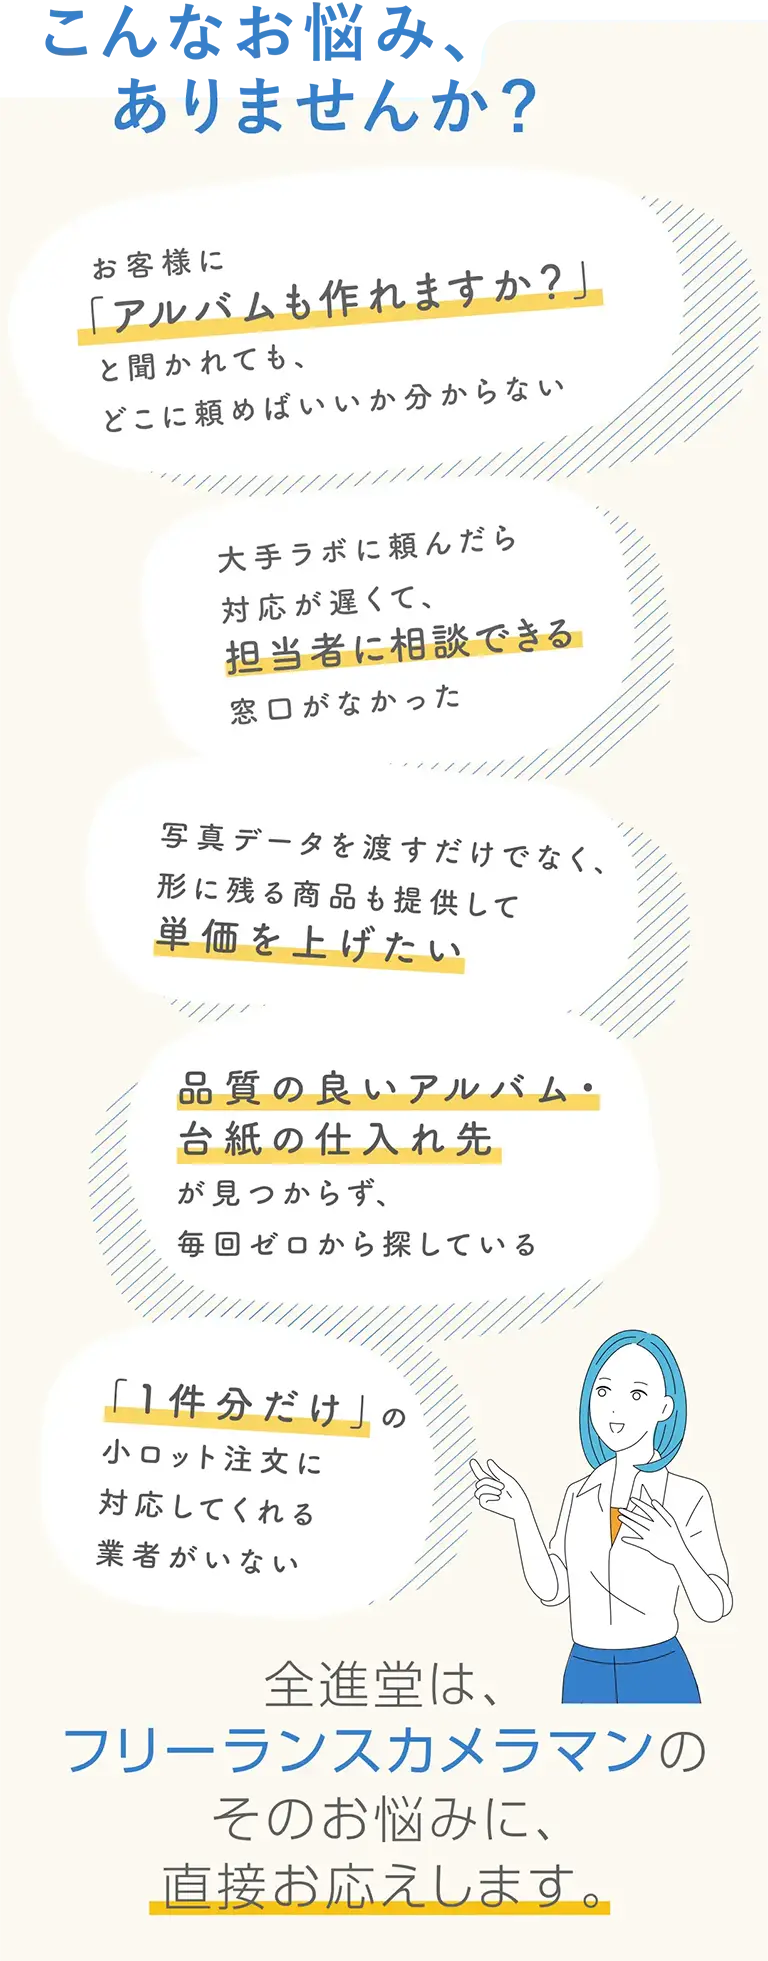 こんなお悩み、
ありませんか？
お客様に
「アルバムも作れますか？」
と聞かれても、
どこに頼めばいいか分からない
大手ラボに頼んだら
対応が遅くて、
担当者に相談できる
窓口がなかった
写真データを渡すだけでなく、
形に残る商品も提供して
単価を上げたい
品質の良いアルバム・
台紙の仕入れ先
が見つからず、
毎回ゼロから探している
「1件分だけ」の
小ロット注文に
対応してくれる
業者がいない
全進堂は、
フリーランスカメラマンの
そのお悩みに、
直接お応えします。